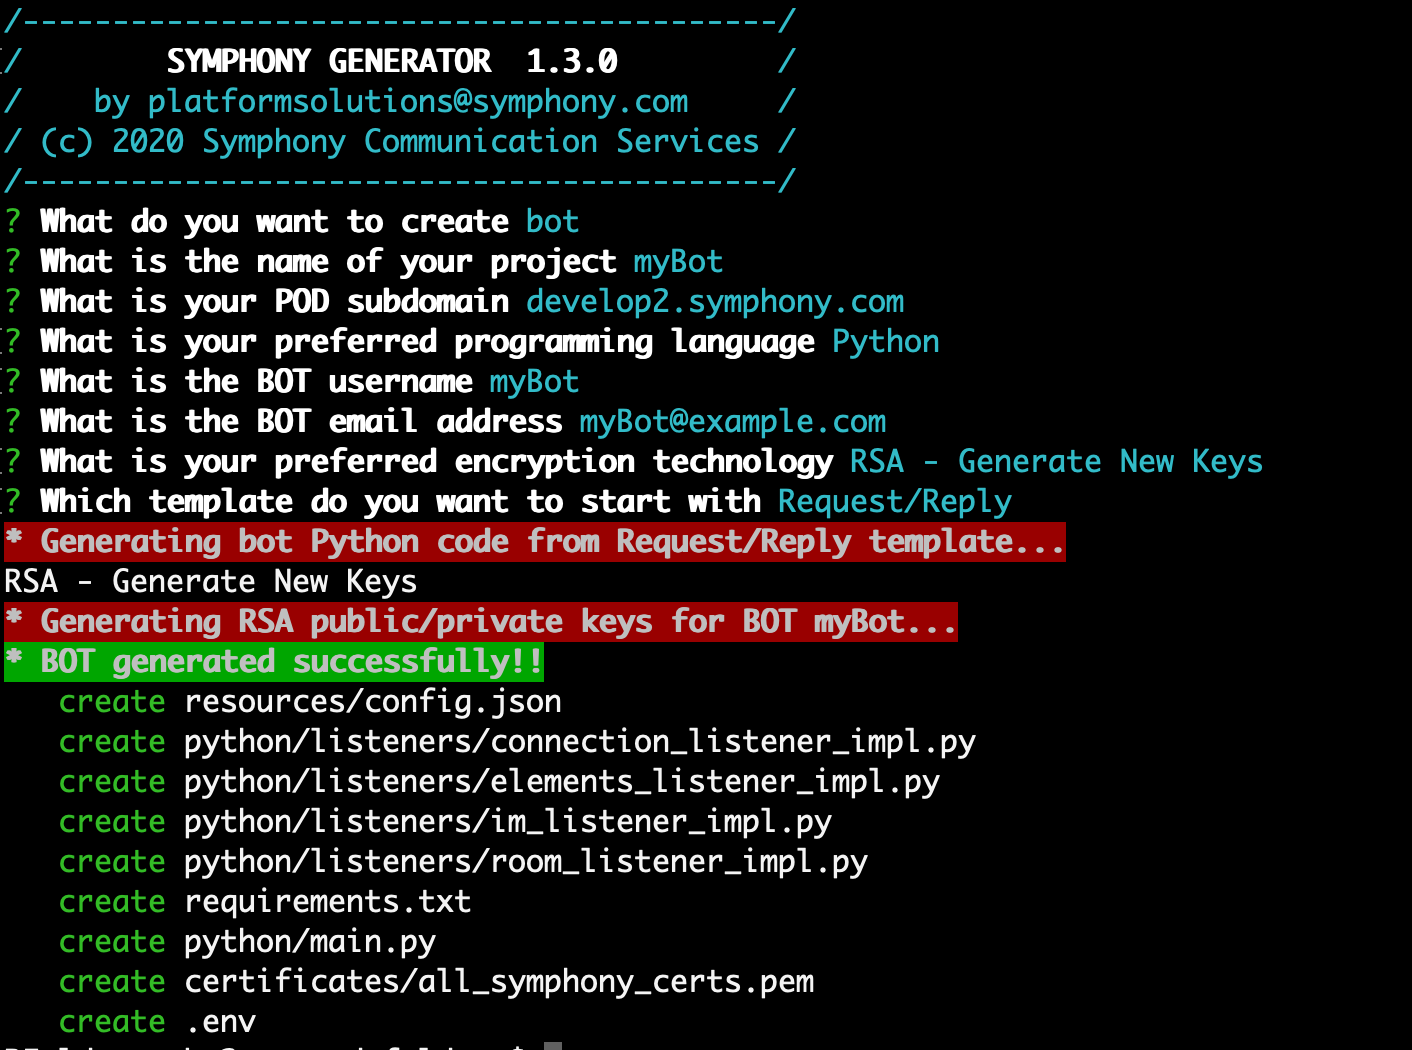 /------------------------------------------/
/ SYMPHONY GENERATOR 1.3.0 /
/ by platformsolutions@symphony.com /
/ (c) 2020 Symphony Communication Services /
/------------------------------------------/
? What do you want to create bot
? What is the name of your project myBot
? What is your POD subdomain develop2.symphony.com
? What is your preferred programming language Python
? What is the BOT username myBot
? What is the BOT email address myBot@example.com
? What is your preferred encryption technology RSA - Generate New Keys
? Which template do you want to start with Request/Reply
* Generating bot Python code from Request/Reply template...
RSA - Generate New Keys
* Generating RSA public/private keys for BOT myBot...
* BOT generated successfully!!
create resources/config.json
create python/listeners/connection_listener_impl.py
create python/listeners/elements_listener_impl.py
create python/listeners/im_listener_impl.py
create python/listeners/room_listener_impl.py
create requirements.txt
create python/main.py
create certificates/all_symphony_certs.pem
create .env